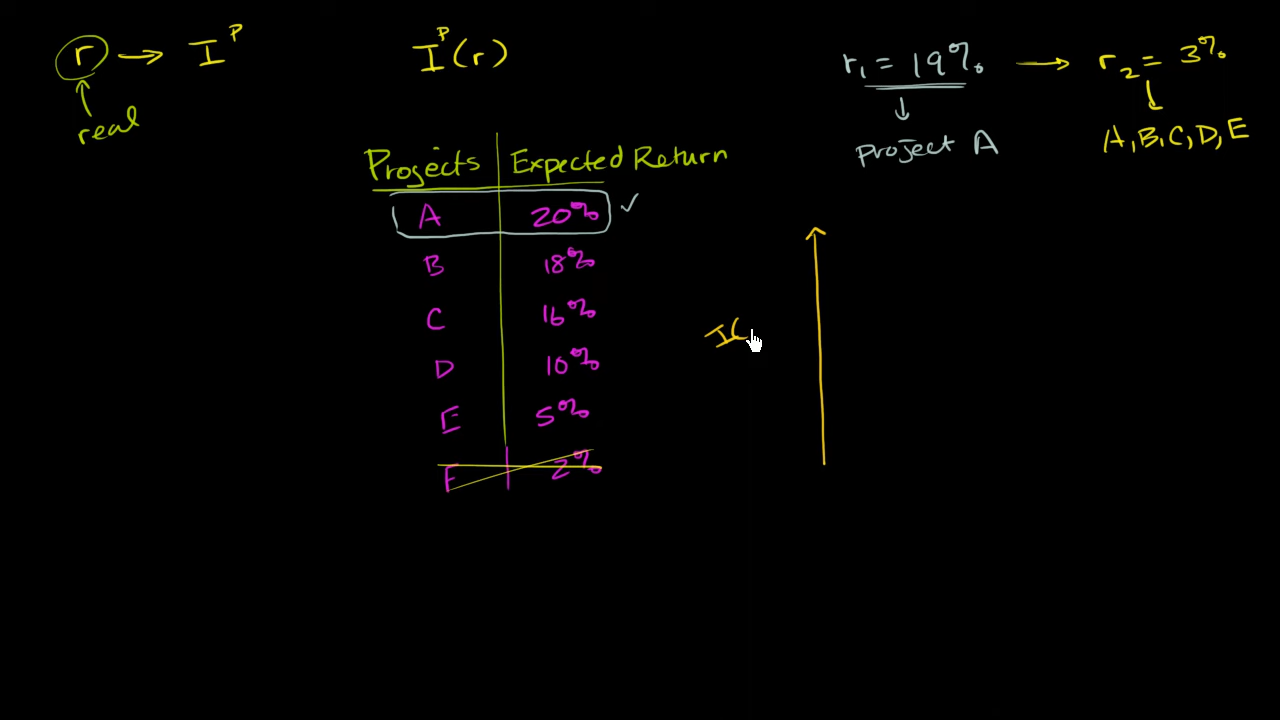 r → I^P
real
I^P(r)
r₁ = 19% → r₂ = 3%
Project A
A, B, C, D, E
Projects Expected Return
A 20% ✓
B 18%
C 16%
D 10%
E 5%
F 2%
I(